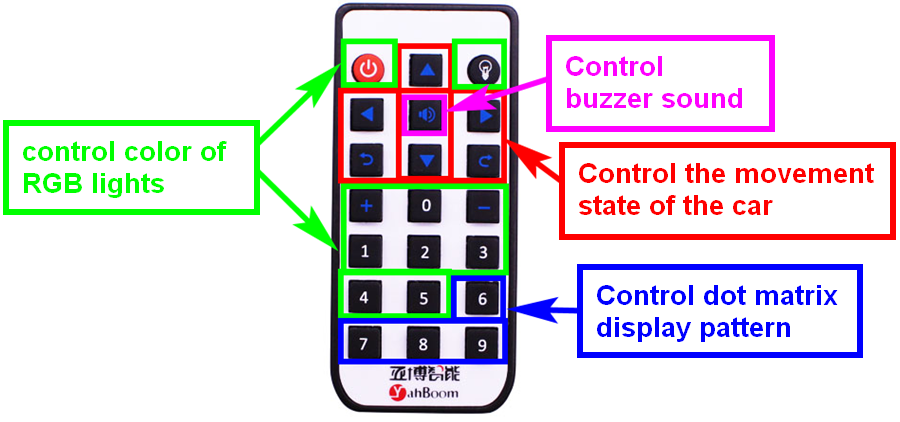 Control
buzzer sound
control color of
RGB lights
Control the movement
state of the car
+ 0 −
1 2 3
4 5 6
Control dot matrix
display pattern
7 8 9
亚博智能
YahBoom